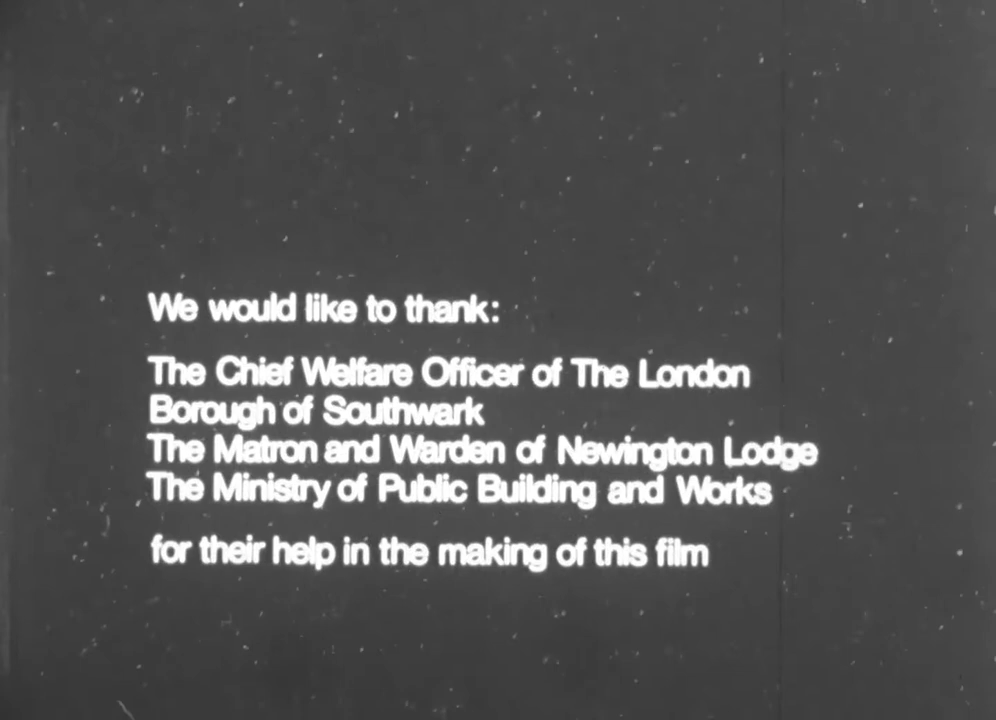 We would like to thank:
The Chief Welfare Officer of The London
Borough of Southwark
The Matron and Warden of Newington Lodge
The Ministry of Public Building and Works
for their help in the making of this film